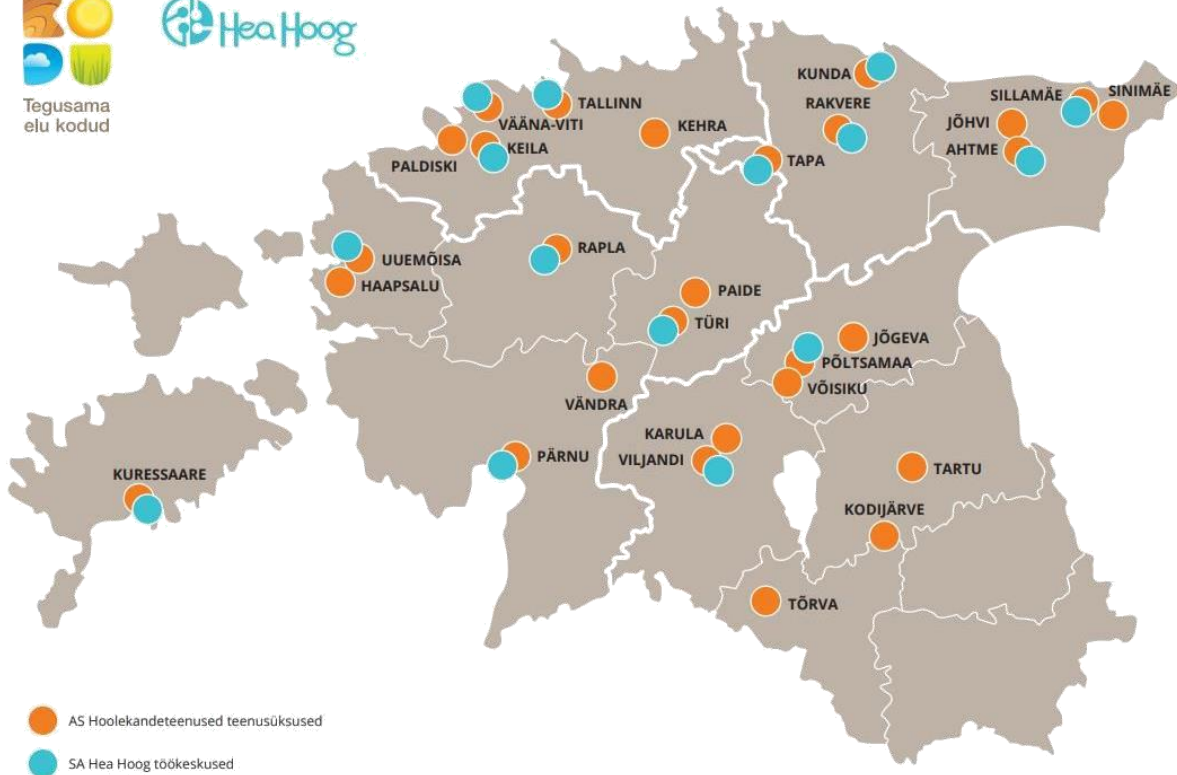 KO
DU
Tegusama
elu kodud
Hea Hoog
KUNDA
TALLINN
RAKVERE
SILLAMÄE
SINIMÄE
VÄÄNA-VITI
KEHRA
JÕHVI
KEILA
AHTME
PALDISKI
TAPA
UUEMÕISA
RAPLA
HAAPSALU
PAIDE
TÜRI
JÕGEVA
PÕLTSAMAA
VÕISIKU
VÄNDRA
KARULA
PÄRNU
VILJANDI
TARTU
KURESSAARE
KODIJÄRVE
TÕRVA
AS Hoolekandeteenused teenusüksused
SA Hea Hoog töökeskused